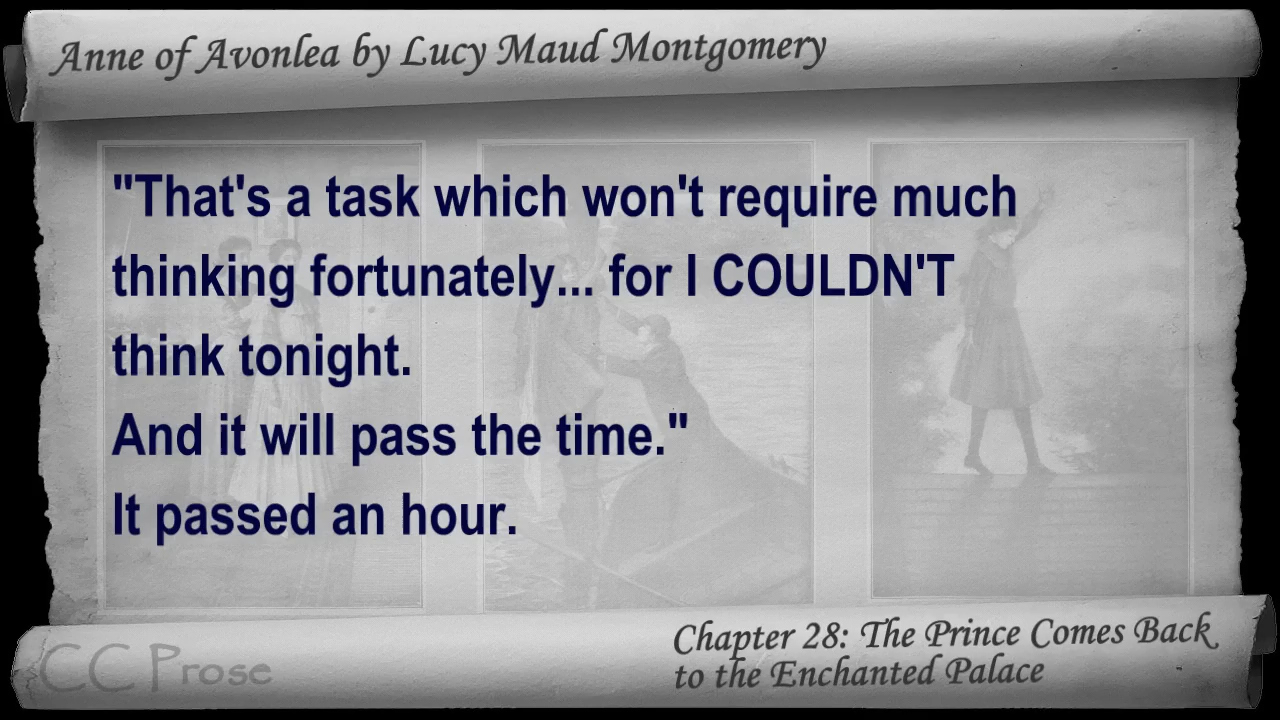 Anne of Avonlea by Lucy Maud Montgomery
"That's a task which won't require much
thinking fortunately... for I COULDN'T
think tonight.
And it will pass the time."
It passed an hour.
CC Prose
Chapter 28: The Prince Comes Back
to the Enchanted Palace